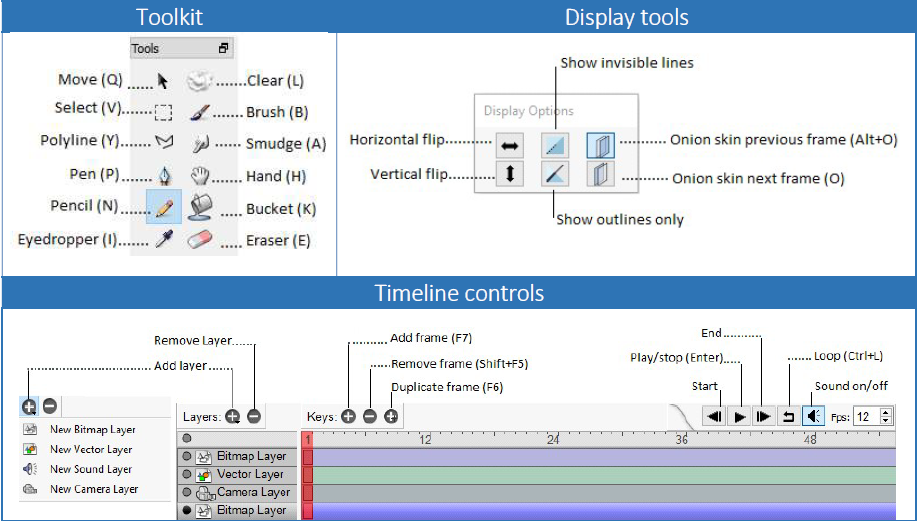 Toolkit
Display tools
Tools
Move (Q)
Clear (L)
Select (V)
Brush (B)
Polyline (Y)
Smudge (A)
Pen (P)
Hand (H)
Pencil (N)
Bucket (K)
Eyedropper (I)
Eraser (E)
Show invisible lines
Display Options
Horizontal flip
Onion skin previous frame (Alt+O)
Vertical flip
Onion skin next frame (O)
Show outlines only
Timeline controls
Remove Layer
Add layer
Add frame (F7)
Remove frame (Shift+F5)
Duplicate frame (F6)
End
Play/stop (Enter)
Loop (Ctrl+L)
Start
Sound on/off
New Bitmap Layer
New Vector Layer
New Sound Layer
New Camera Layer
Layers:
Keys:
Fps: 12
1 12 24 36 48
Bitmap Layer
Vector Layer
Camera Layer
Bitmap Layer